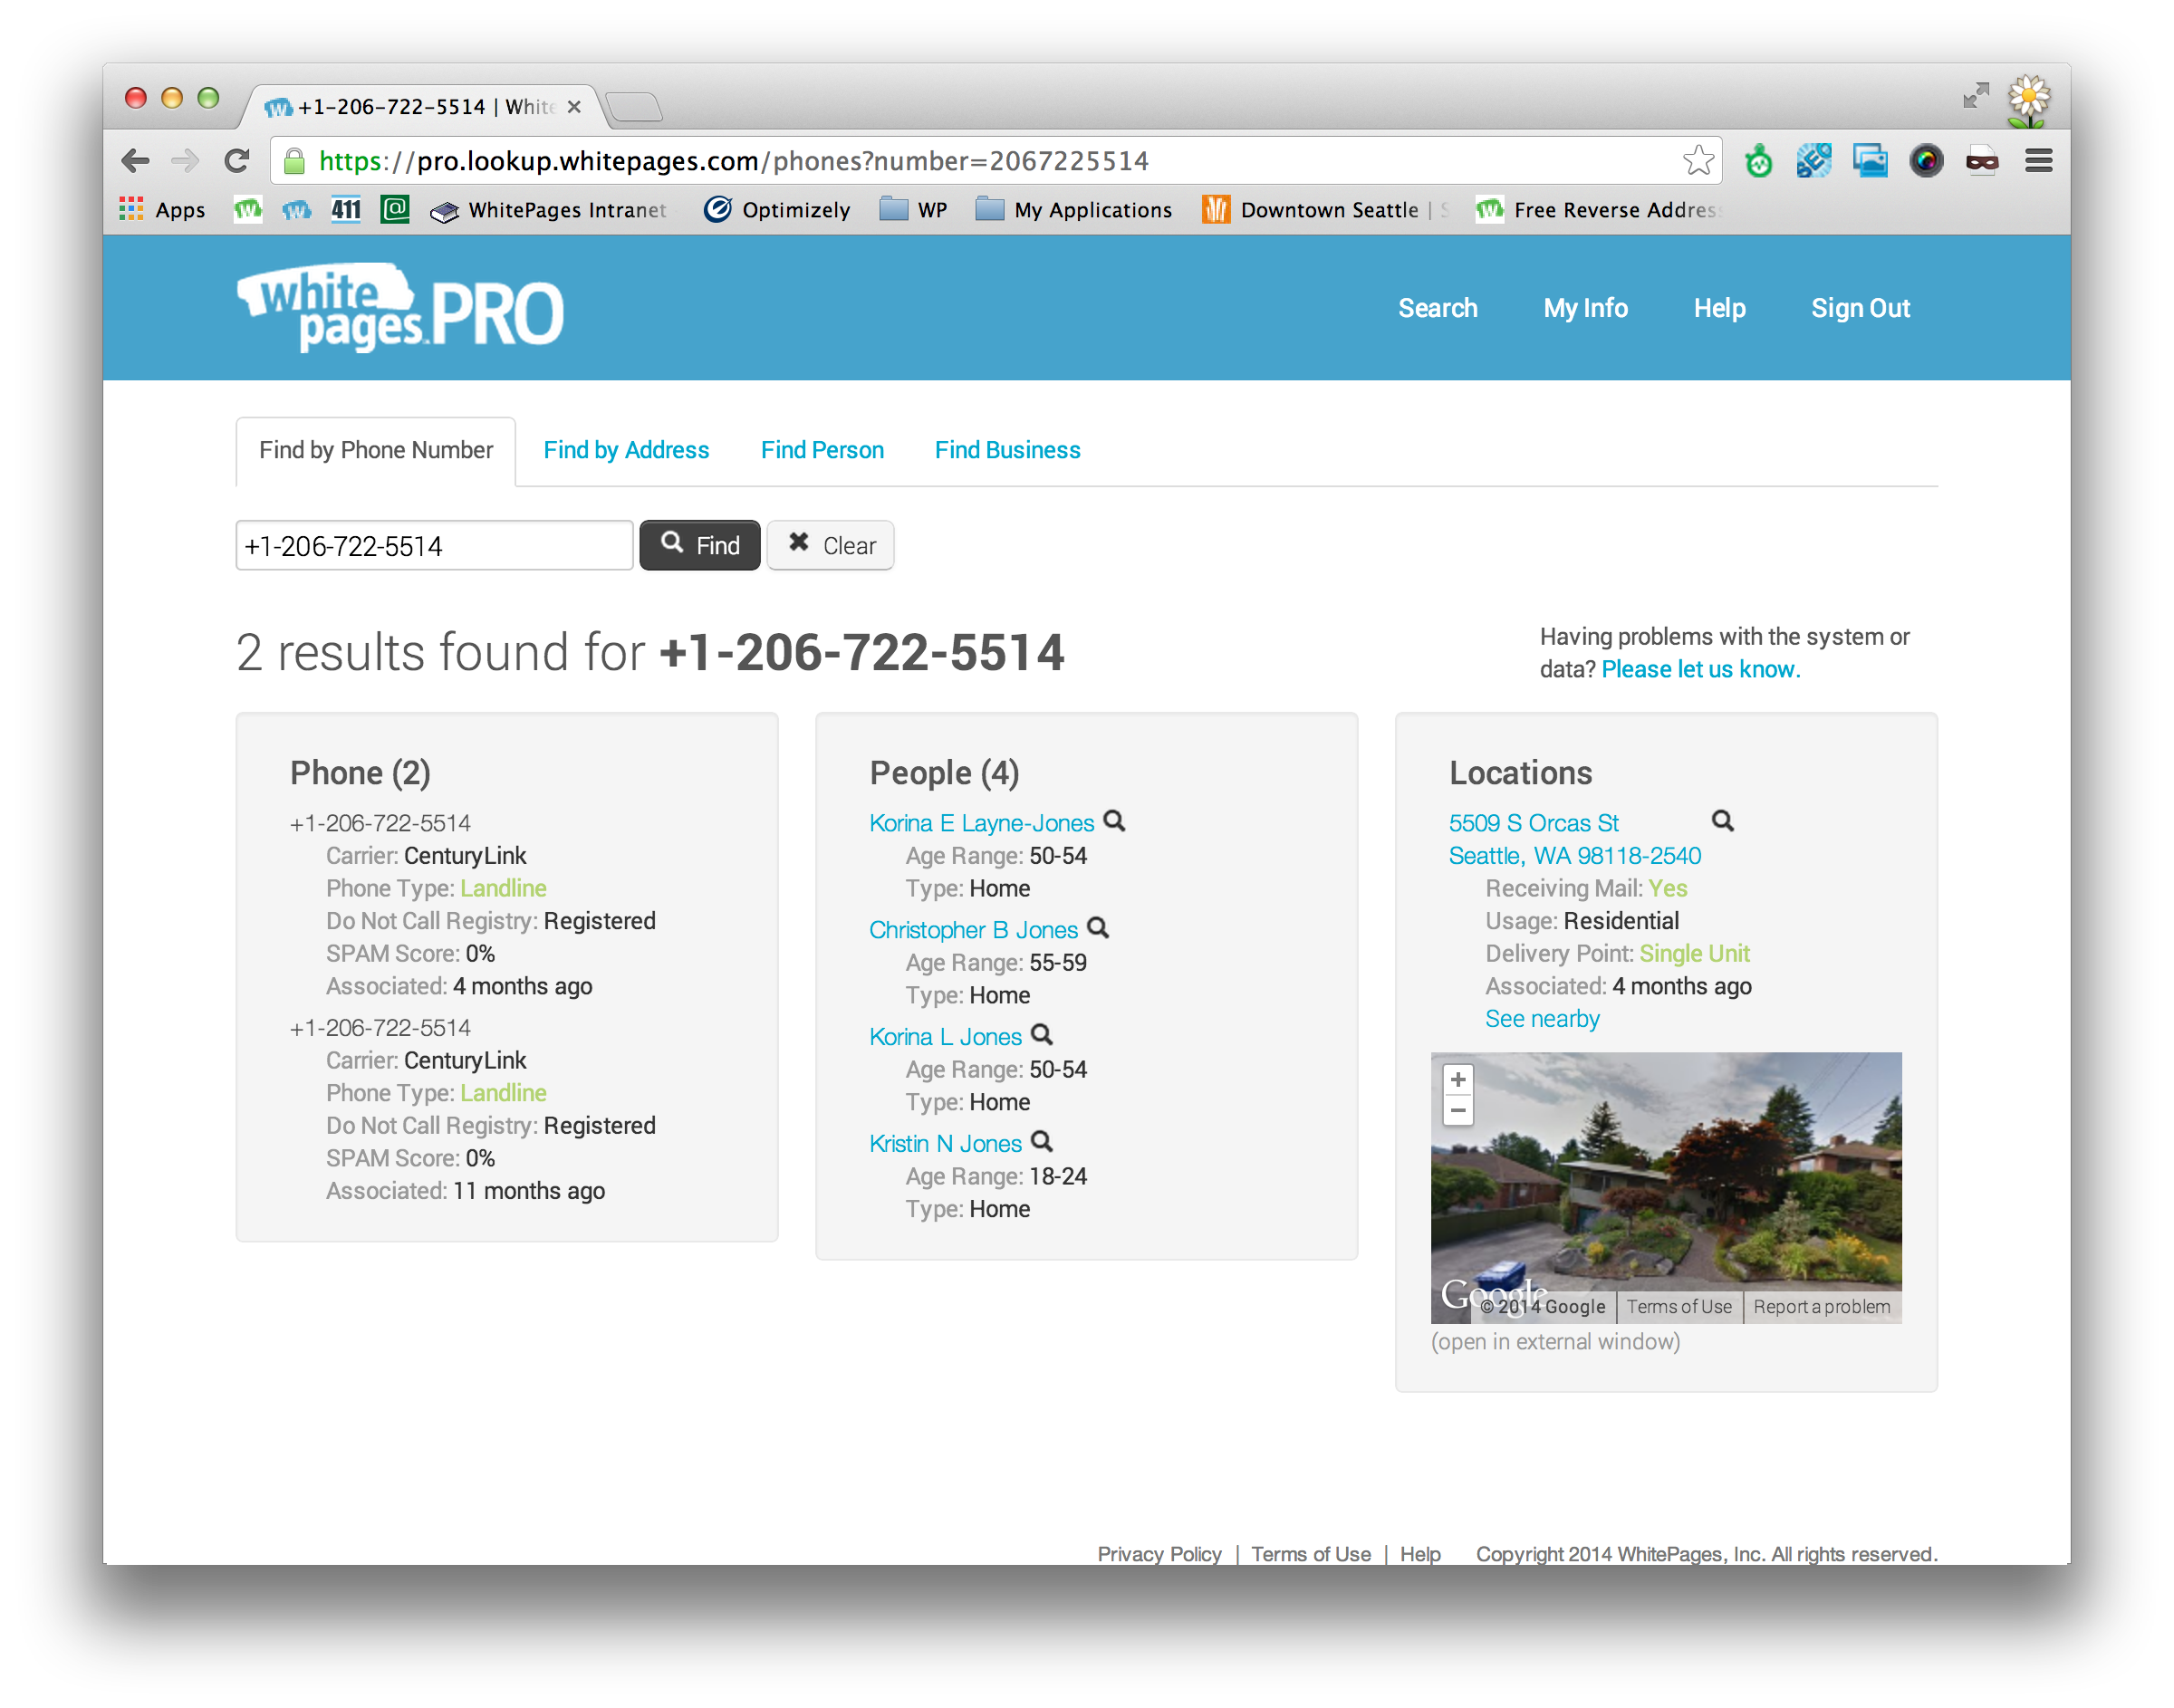 +1-206-722-5514 | White
https://pro.lookup.whitepages.com/phones?number=2067225514
Apps 411 @ WhitePages Intranet Optimizely WP My Applications Downtown Seattle | S Free Reverse Address
white pages.PRO
Search My Info Help Sign Out
Find by Phone Number Find by Address Find Person Find Business
+1-206-722-5514 Find Clear
2 results found for +1-206-722-5514
Having problems with the system or
data? Please let us know.
Phone (2)
+1-206-722-5514
Carrier: CenturyLink
Phone Type: Landline
Do Not Call Registry: Registered
SPAM Score: 0%
Associated: 4 months ago
+1-206-722-5514
Carrier: CenturyLink
Phone Type: Landline
Do Not Call Registry: Registered
SPAM Score: 0%
Associated: 11 months ago
People (4)
Korina E Layne-Jones
Age Range: 50-54
Type: Home
Christopher B Jones
Age Range: 55-59
Type: Home
Korina L Jones
Age Range: 50-54
Type: Home
Kristin N Jones
Age Range: 18-24
Type: Home
Locations
5509 S Orcas St
Seattle, WA 98118-2540
Receiving Mail: Yes
Usage: Residential
Delivery Point: Single Unit
Associated: 4 months ago
See nearby
Google
© 2014 Google Terms of Use Report a problem
(open in external window)
Privacy Policy | Terms of Use | Help Copyright 2014 WhitePages, Inc. All rights reserved.